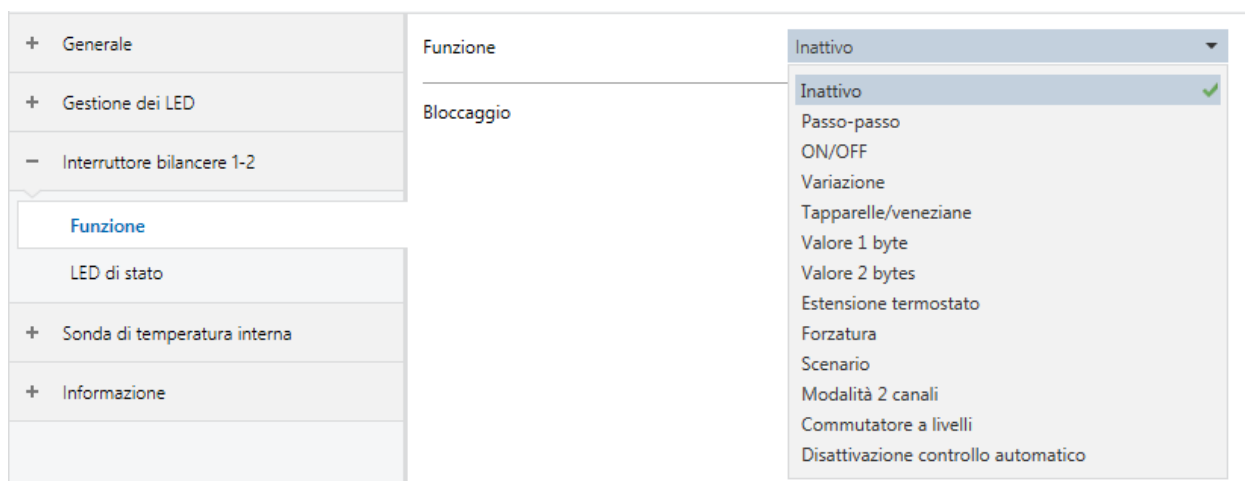 + Generale
+ Gestione dei LED
− Interruttore bilancere 1-2
Funzione
LED di stato
+ Sonda di temperatura interna
+ Informazione
Funzione
Inattivo
Bloccaggio
Inattivo
Passo-passo
ON/OFF
Variazione
Tapparelle/veneziane
Valore 1 byte
Valore 2 bytes
Estensione termostato
Forzatura
Scenario
Modalità 2 canali
Commutatore a livelli
Disattivazione controllo automatico